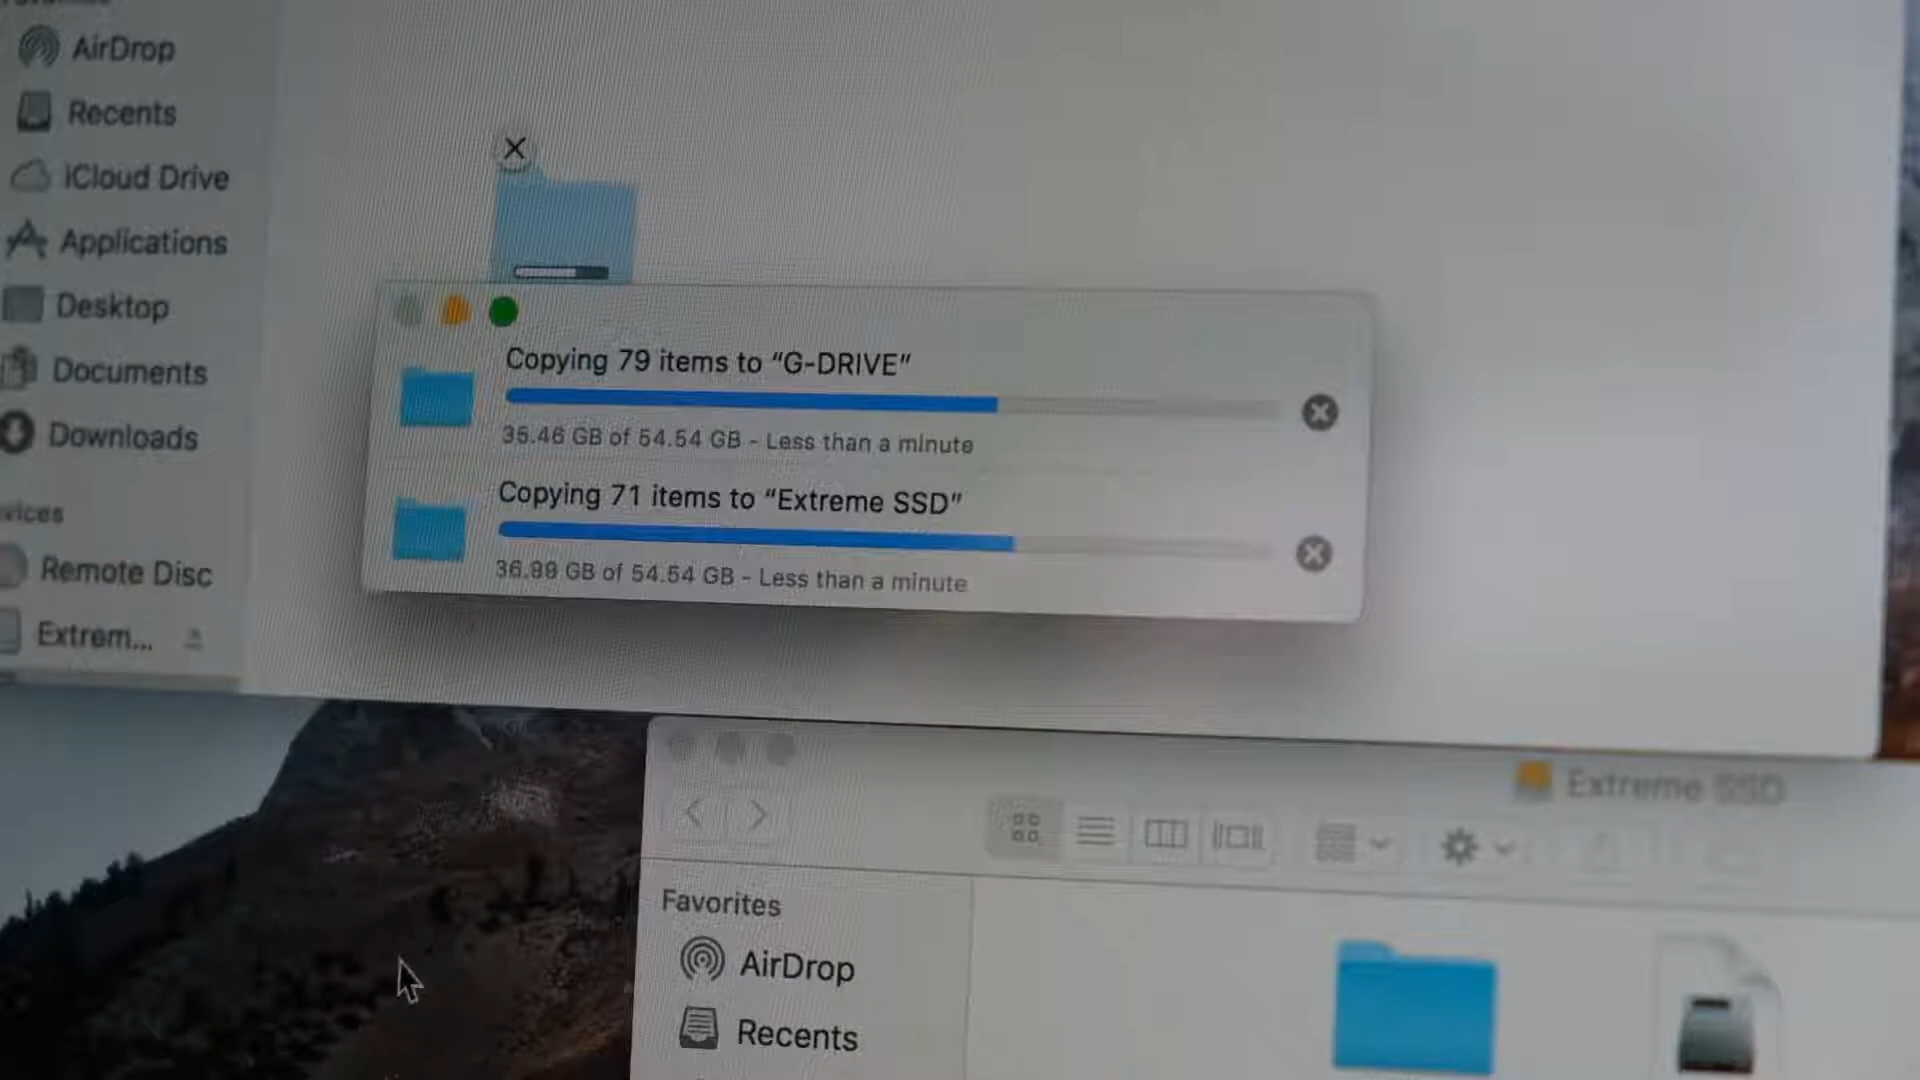 AirDrop
Recents
iCloud Drive
Applications
Desktop
Documents
Downloads
vices
Remote Disc
Extrem...
Copying 79 items to “G-DRIVE”
35.46 GB of 54.54 GB - Less than a minute
Copying 71 items to “Extreme SSD”
36.99 GB of 54.54 GB - Less than a minute
Extreme SSD
Favorites
AirDrop
Recents